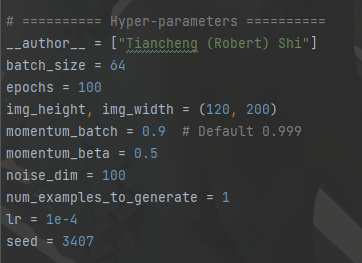 # ========== Hyper-parameters ==========
__author__ = ["Tiancheng (Robert) Shi"]
batch_size = 64
epochs = 100
img_height, img_width = (120, 200)
momentum_batch = 0.9  # Default 0.999
momentum_beta = 0.5
noise_dim = 100
num_examples_to_generate = 1
lr = 1e-4
seed = 3407